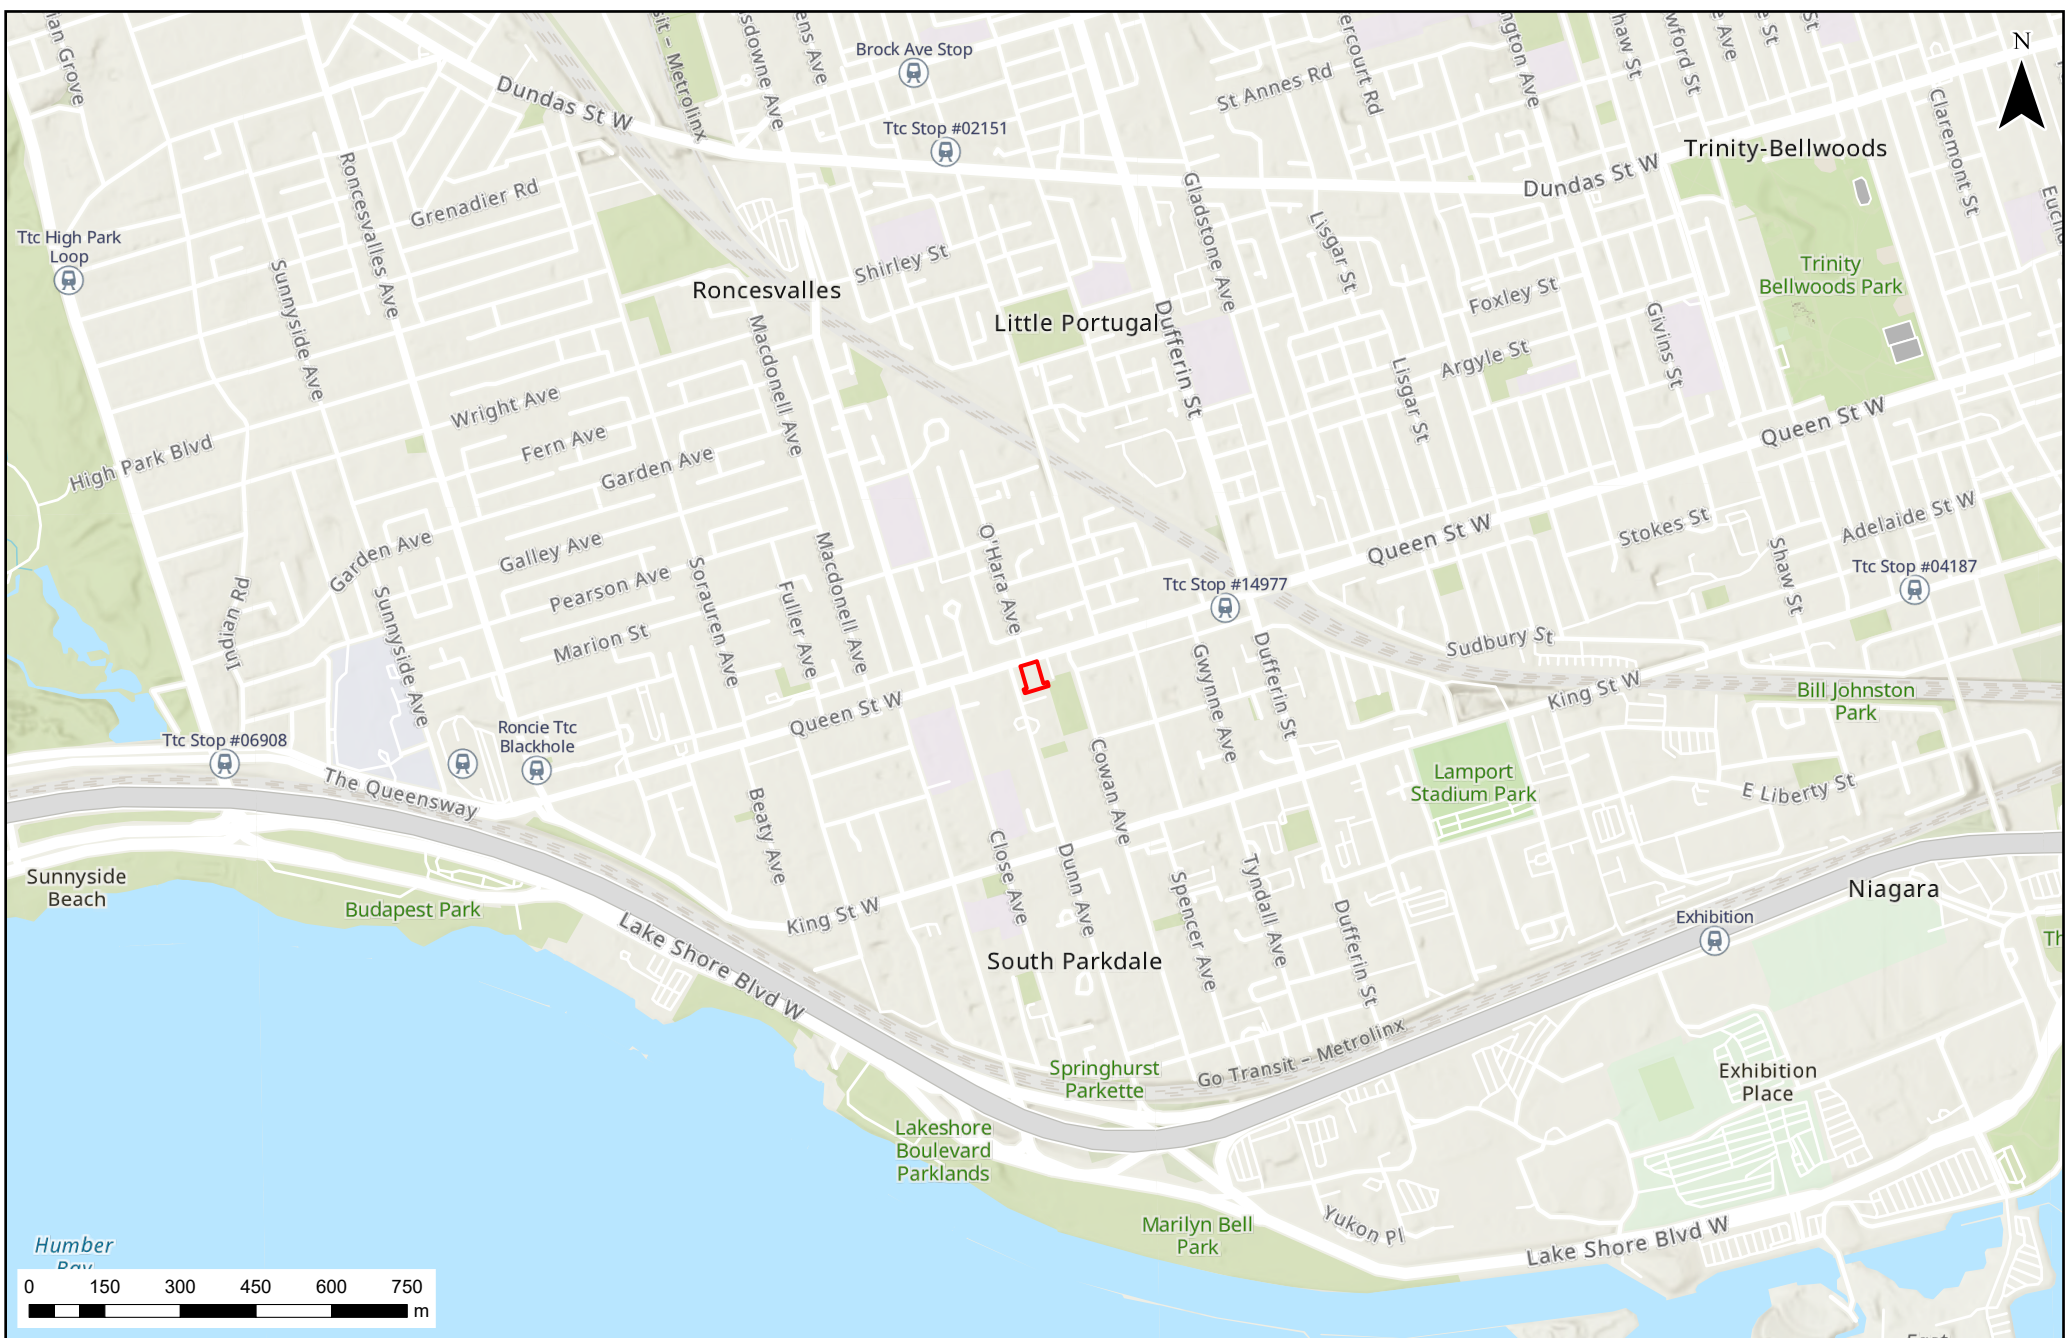 Brock Ave Stop
Dundas St W
St Annes Rd
Ttc Stop #02151
Trinity-Bellwoods
N
Claremont St
Roncesvalles Ave
Grenadier Rd
Dundas St W
Gladstone Ave
Lisgar St
Ttc High Park
Loop
Sunnyside Ave
Shirley St
Roncesvalles
Little Portugal
Dufferin St
Foxley St
Trinity
Bellwoods Park
Macdonell Ave
Givins St
Argyle St
Lisgar St
Wright Ave
Fern Ave
Garden Ave
High Park Blvd
Queen St W
Garden Ave
Galley Ave
Pearson Ave
Marion St
Sorauren Ave
Fuller Ave
Macdonell Ave
O'Hara Ave
Queen St W
Stokes St
Adelaide St W
Shaw St
Ttc Stop #14977
Ttc Stop #04187
Indian Rd
Sunnyside Ave
Sudbury St
Gwynne Ave
Dufferin St
King St W
Bill Johnston
Park
Queen St W
Ttc Stop #06908
Roncie Ttc
Blackhole
The Queensway
Cowan Ave
Lamport
Stadium Park
E Liberty St
Beaty Ave
Close Ave
Dunn Ave
Spencer Ave
Tyndall Ave
Dufferin St
Sunnyside
Beach
Budapest Park
King St W
Lake Shore Blvd W
Niagara
Exhibition
South Parkdale
Go Transit – Metrolinx
Springhurst
Parkette
Exhibition
Place
Lakeshore
Boulevard
Parklands
Marilyn Bell
Park
Yukon Pl
Lake Shore Blvd W
Humber
Bay
0 150 300 450 600 750
m